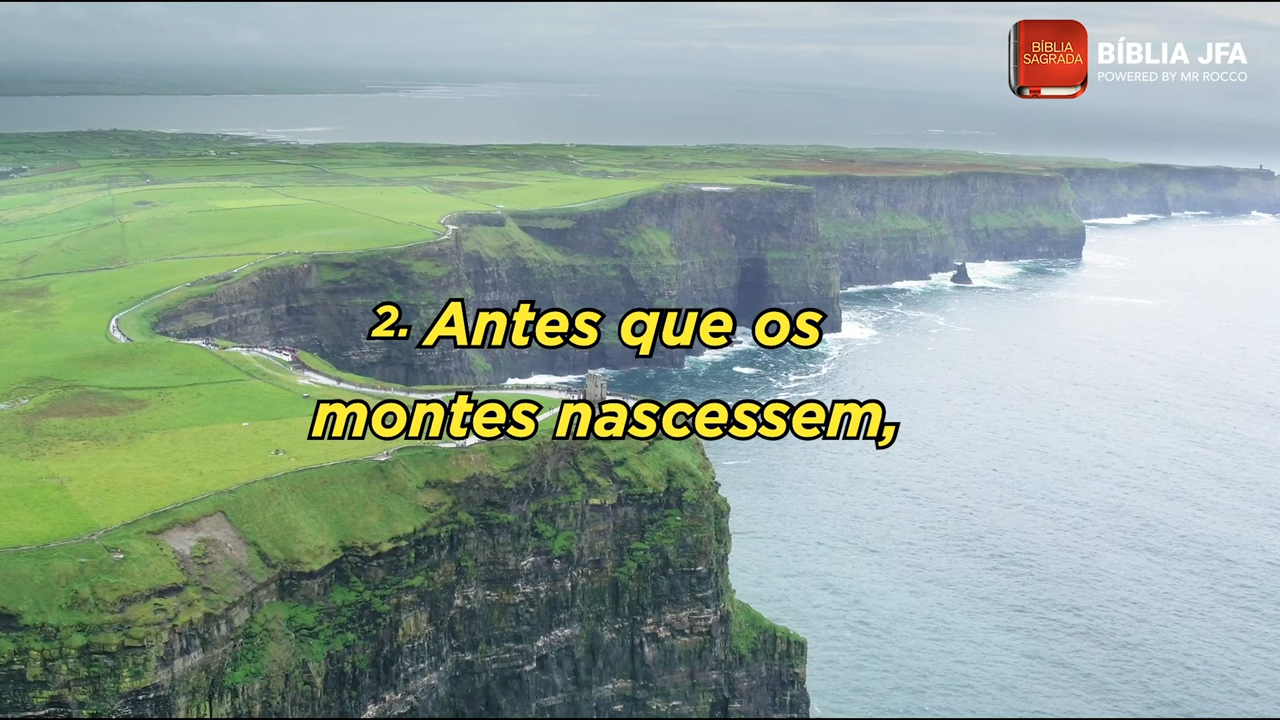 BÍBLIA
SAGRADA
BÍBLIA JFA
POWERED BY MR ROCCO
2. Antes que os
montes nascessem,